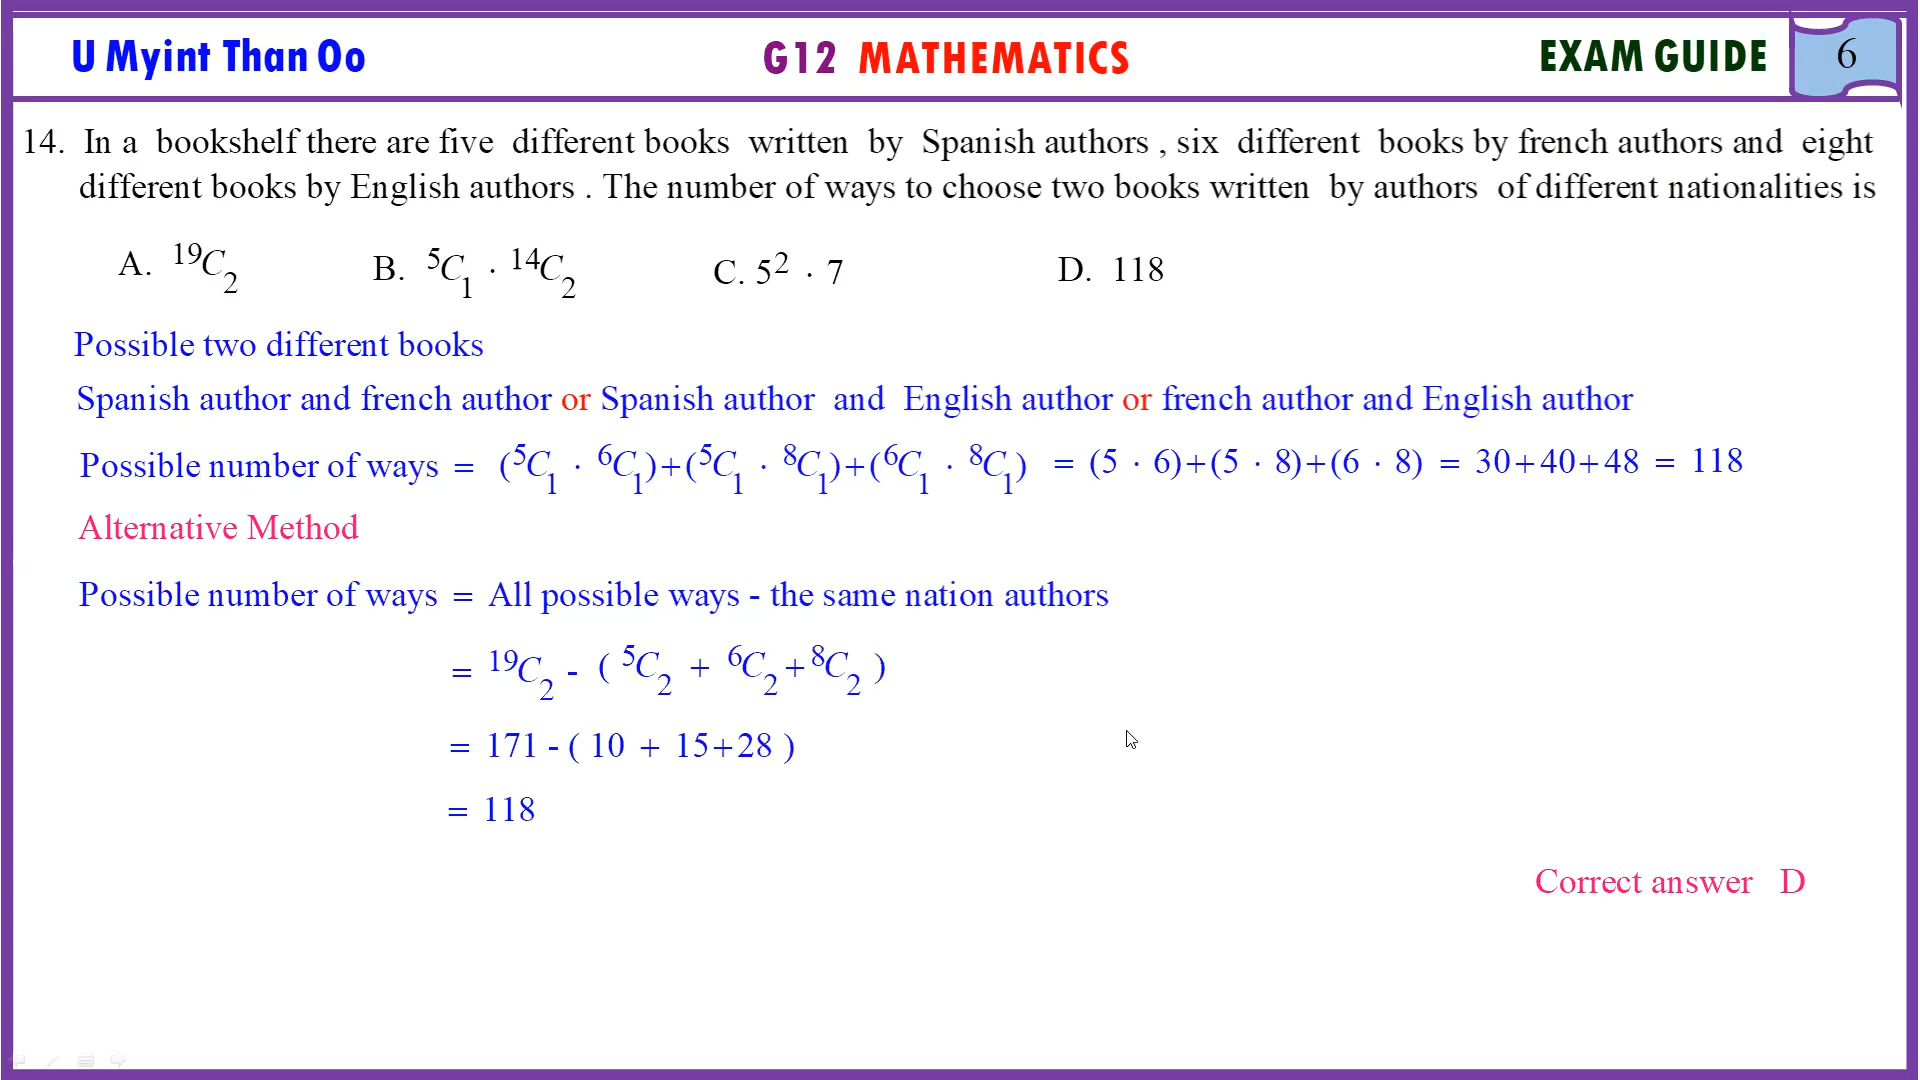 U Myint Than Oo G12 MATHEMATICS EXAM GUIDE 6
14. In a bookshelf there are five different books written by Spanish authors , six different books by french authors and eight
different books by English authors . The number of ways to choose two books written by authors of different nationalities is
A. ¹⁹C₂ B. ⁵C₁ · ¹⁴C₂ C. 5² · 7 D. 118
Possible two different books
Spanish author and french author or Spanish author and English author or french author and English author
Possible number of ways = (⁵C₁ · ⁶C₁)+(⁵C₁ · ⁸C₁)+(⁶C₁ · ⁸C₁) = (5 · 6)+(5 · 8)+(6 · 8) = 30+40+48 = 118
Alternative Method
Possible number of ways = All possible ways - the same nation authors
= ¹⁹C₂ - ( ⁵C₂ + ⁶C₂+⁸C₂ )
= 171 - ( 10 + 15+28 )
= 118
Correct answer D